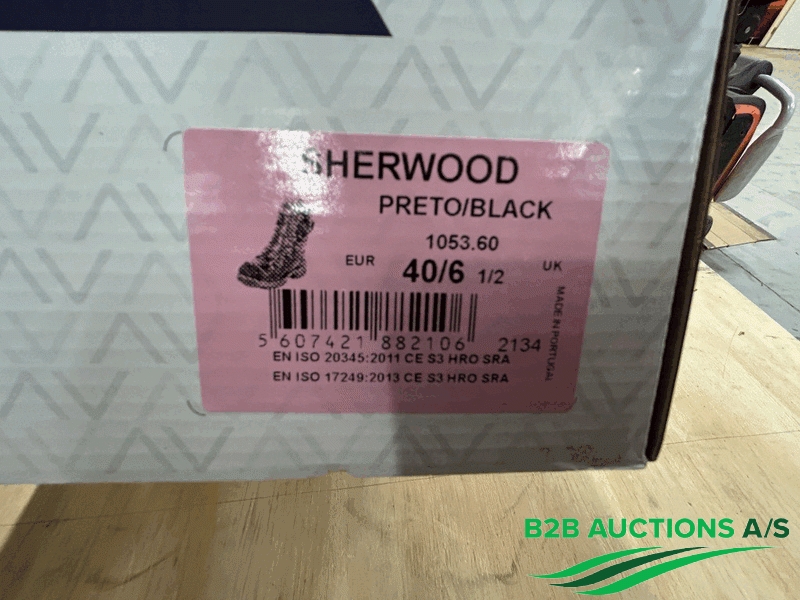 SHERWOOD
PRETO/BLACK
1053.60
EUR 40/6 1/2 UK
5 607421 882106 2134
EN ISO 20345:2011 CE S3 HRO SRA
EN ISO 17249:2013 CE S3 HRO SRA
MADE IN PORTUGAL
B2B AUCTIONS A/S